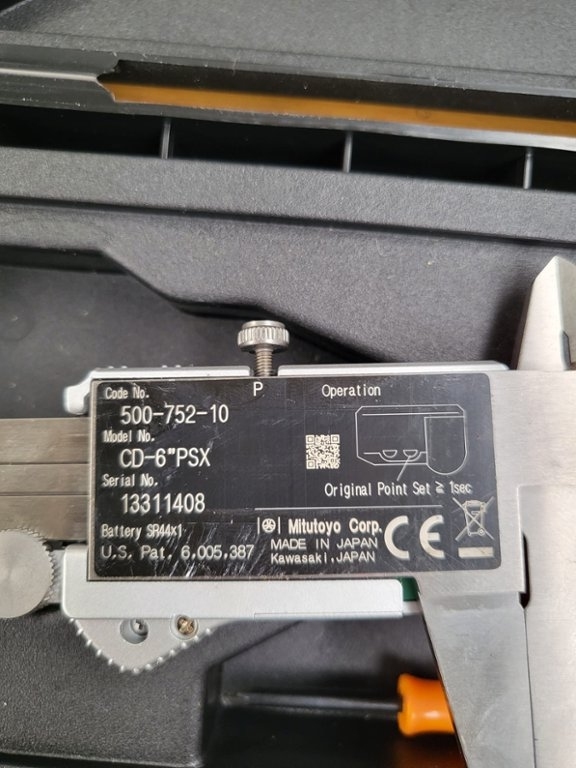 Code No.
P
Operation
500-752-10
Model No.
CD-6"PSX
Serial No.
13311408
Original Point Set ≧ 1sec
Battery SR44x1
Mitutoyo Corp.
CE
U.S. Pat. 6,005,387
MADE IN JAPAN
Kawasaki, JAPAN